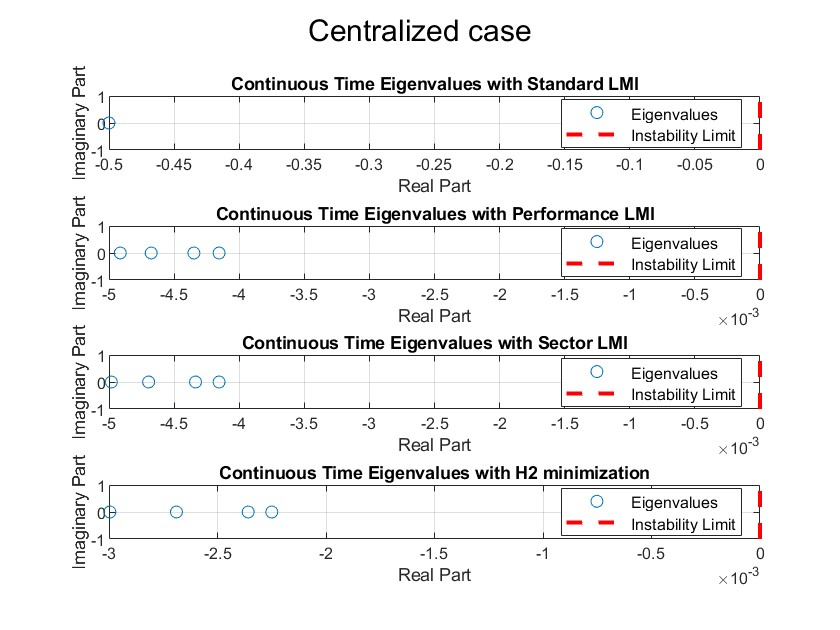 Centralized case
Continuous Time Eigenvalues with Standard LMI
Imaginary Part
1
0
-1
Eigenvalues
Instability Limit
-0.5 -0.45 -0.4 -0.35 -0.3 -0.25 -0.2 -0.15 -0.1 -0.05 0
Real Part
Continuous Time Eigenvalues with Performance LMI
Imaginary Part
1
0
-1
Eigenvalues
Instability Limit
-5 -4.5 -4 -3.5 -3 -2.5 -2 -1.5 -1 -0.5 0
Real Part
×10⁻³
Continuous Time Eigenvalues with Sector LMI
Imaginary Part
1
0
-1
Eigenvalues
Instability Limit
-5 -4.5 -4 -3.5 -3 -2.5 -2 -1.5 -1 -0.5 0
Real Part
×10⁻³
Continuous Time Eigenvalues with H2 minimization
Imaginary Part
1
0
-1
Eigenvalues
Instability Limit
-3 -2.5 -2 -1.5 -1 -0.5 0
Real Part
×10⁻³